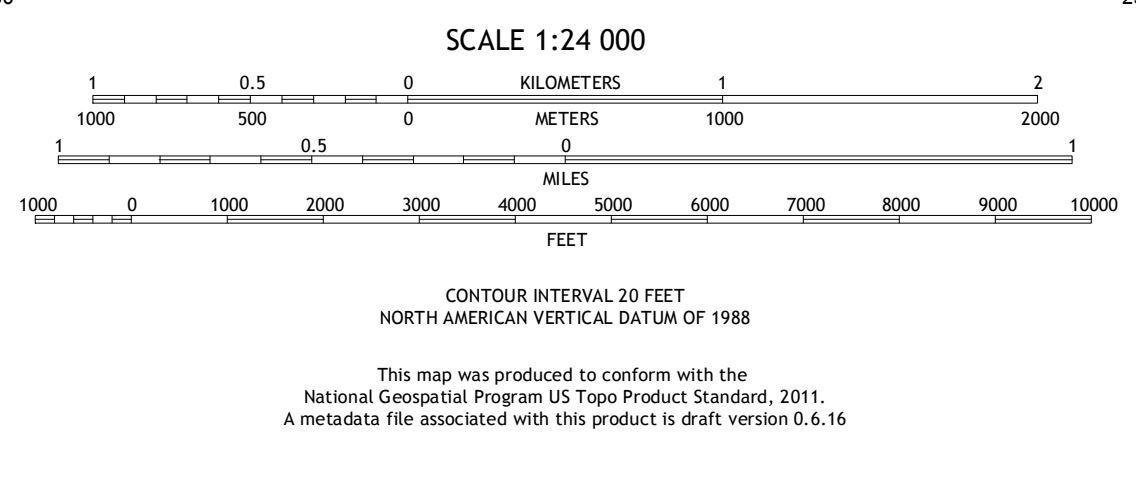 SCALE 1:24 000
1 0.5 0 KILOMETERS 1 2
1000 500 0 METERS 1000 2000
1 0.5 0 1
MILES
1000 0 1000 2000 3000 4000 5000 6000 7000 8000 9000 10000
FEET
CONTOUR INTERVAL 20 FEET
NORTH AMERICAN VERTICAL DATUM OF 1988
This map was produced to conform with the
National Geospatial Program US Topo Product Standard, 2011.
A metadata file associated with this product is draft version 0.6.16